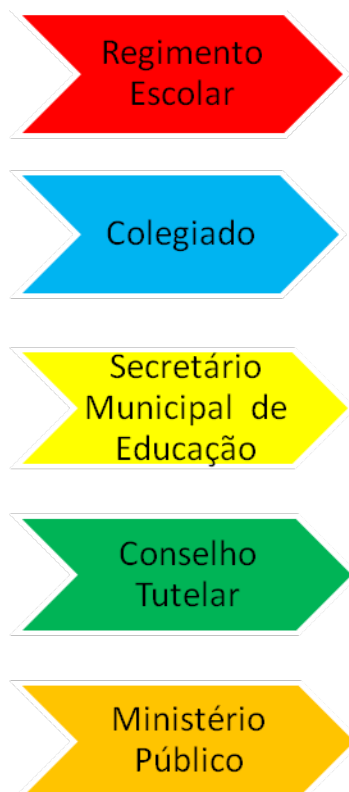 Regimento
Escolar
Colegiado
Secretário
Municipal de
Educação
Conselho
Tutelar
Ministério
Público